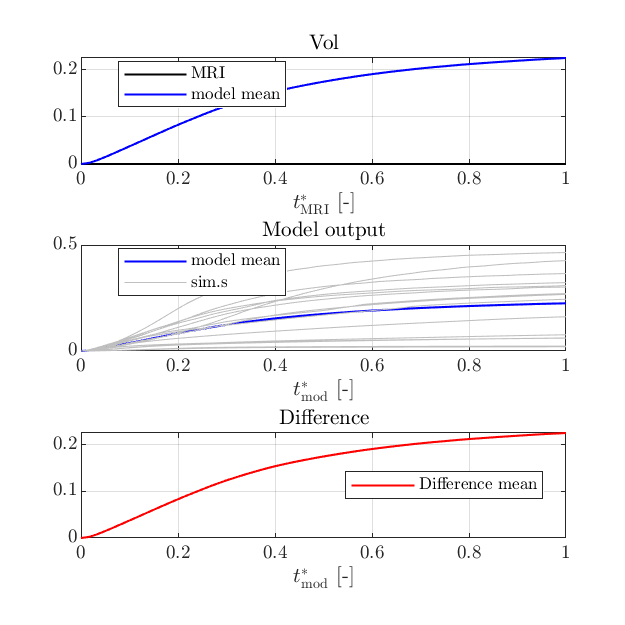 Vol
0.2
0.1
0
MRI
model mean
0 0.2 0.4 0.6 0.8 1
t*MRI [-]
Model output
0.5
0
model mean
sim.s
0 0.2 0.4 0.6 0.8 1
t*mod [-]
Difference
0.2
0.1
0
Difference mean
0 0.2 0.4 0.6 0.8 1
t*mod [-]